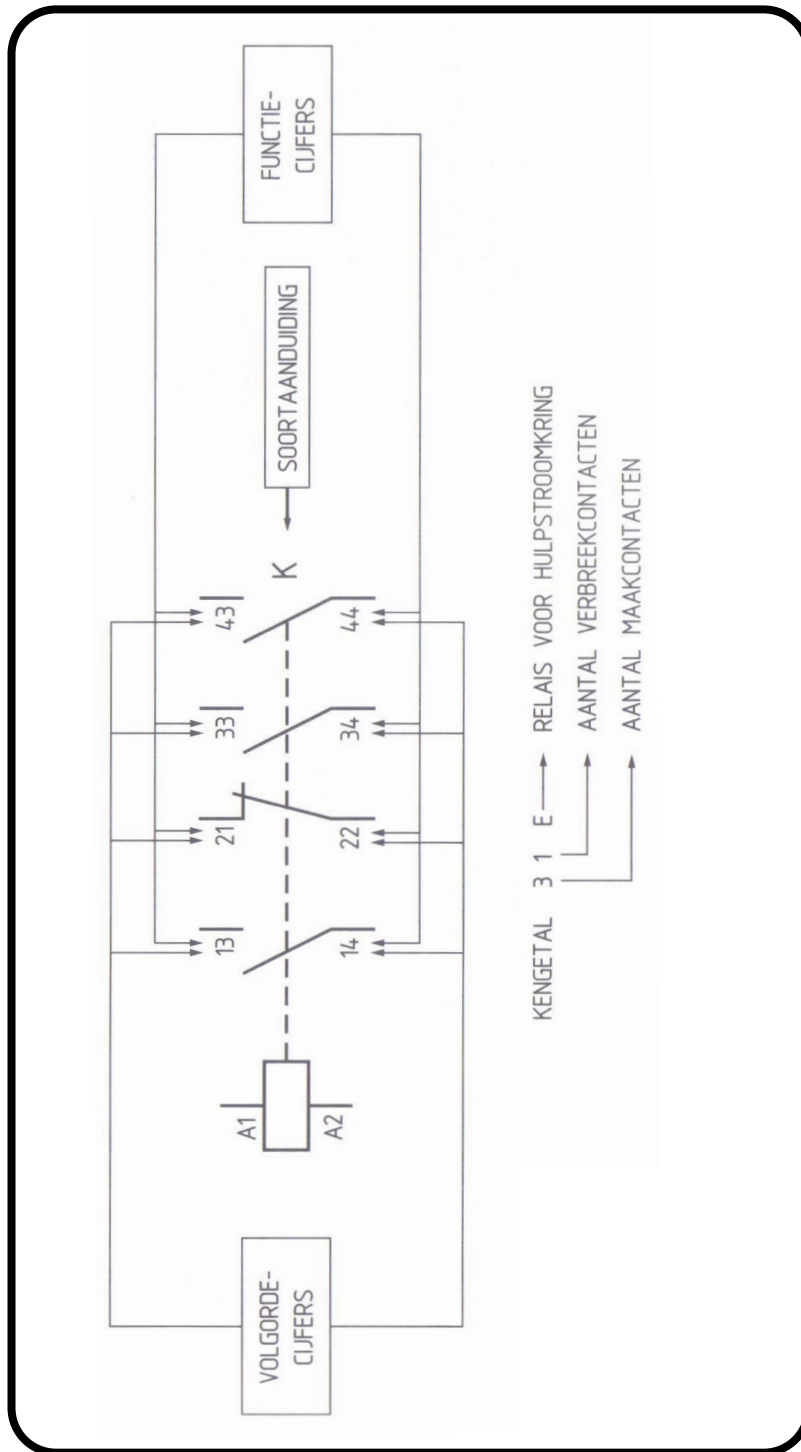 VOLGORDE-
CIJFERS
A1
A2
13
14
21
22
33
34
43
44
K
SOORTAANDUIDING
FUNCTIE-
CIJFERS
KENGETAL 3 1 E RELAIS VOOR HULPSTROOMKRING
AANTAL VERBREEKCONTACTEN
AANTAL MAAKCONTACTEN